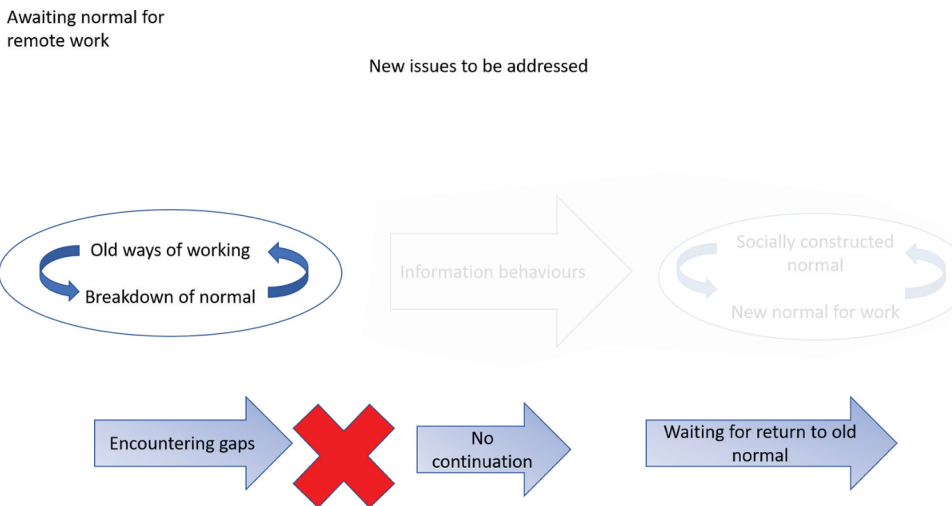 Awaiting normal for
remote work
New issues to be addressed
Old ways of working
Breakdown of normal
Information behaviours
Socially constructed
normal
New normal for work
Encountering gaps
No
continuation
Waiting for return to old
normal